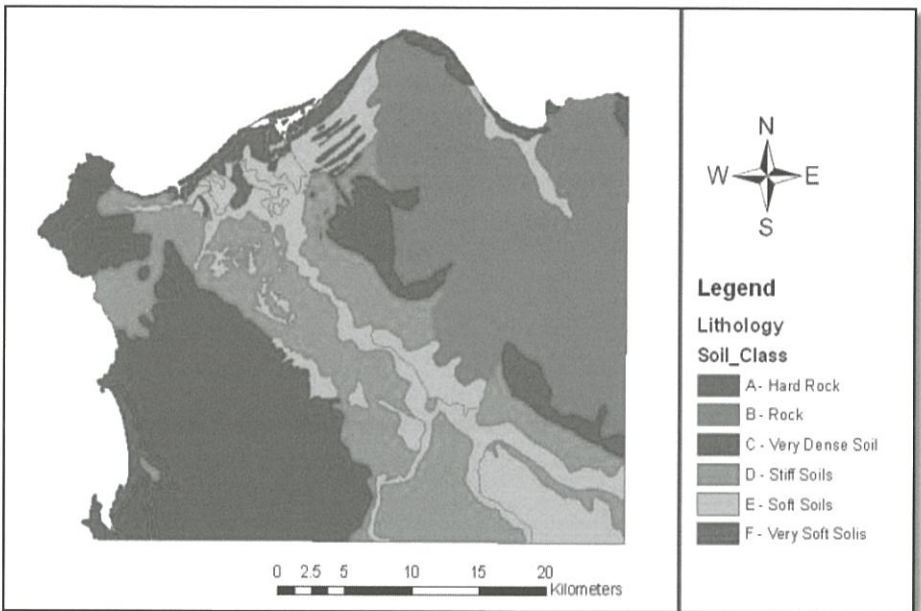 N
W E
S
Legend
Lithology
Soil_Class
A- Hard Rock
B - Rock
C - Very Dense Soil
D - Stiff Soils
E - Soft Soils
F - Very Soft Solis
0 2.5 5 10 15 20
Kilometers